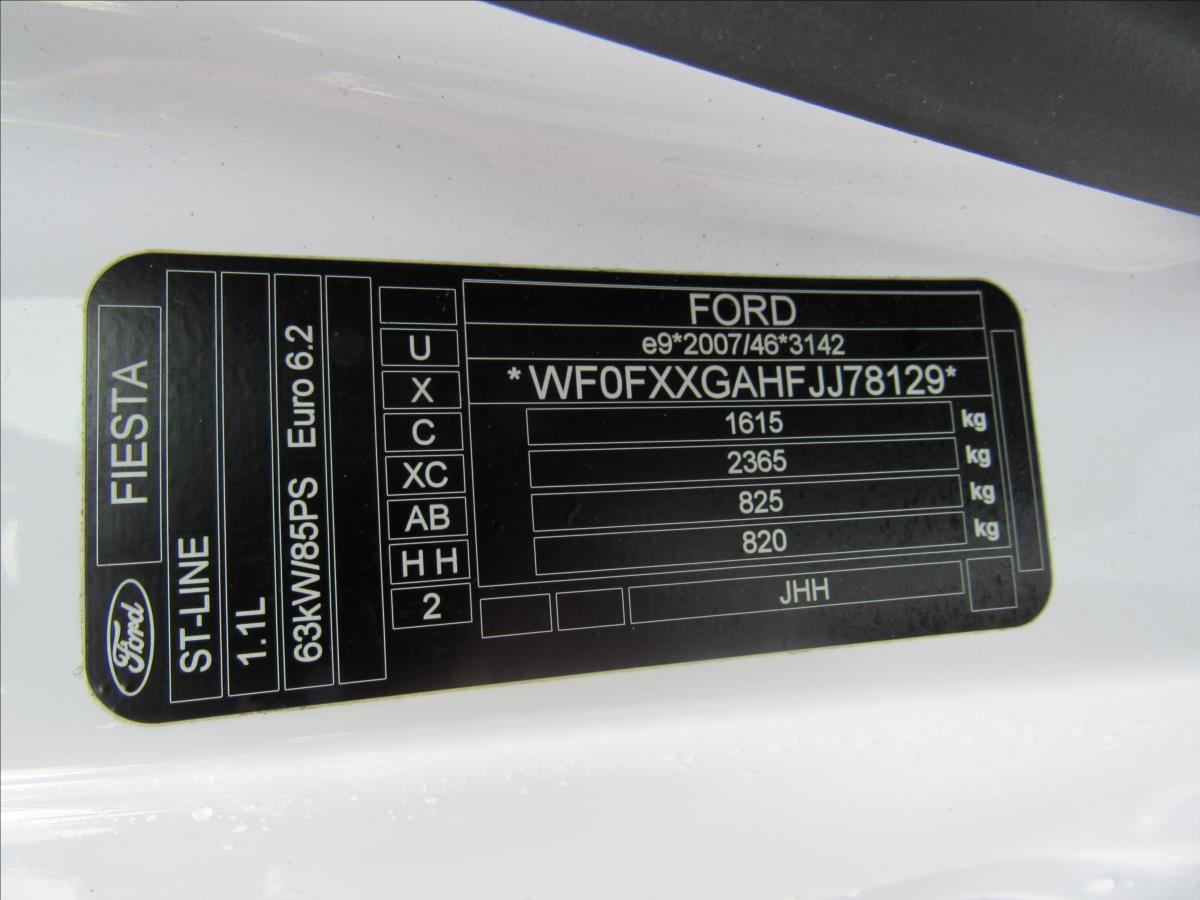 FORD
e9*2007/46*3142
*WF0FXXGAHFJJ78129*
1615 kg
2365 kg
825 kg
820 kg
JHH
U
X
C
XC
AB
H H
2
Ford FIESTA
ST-LINE
1.1L
63kW/85PS Euro 6.2